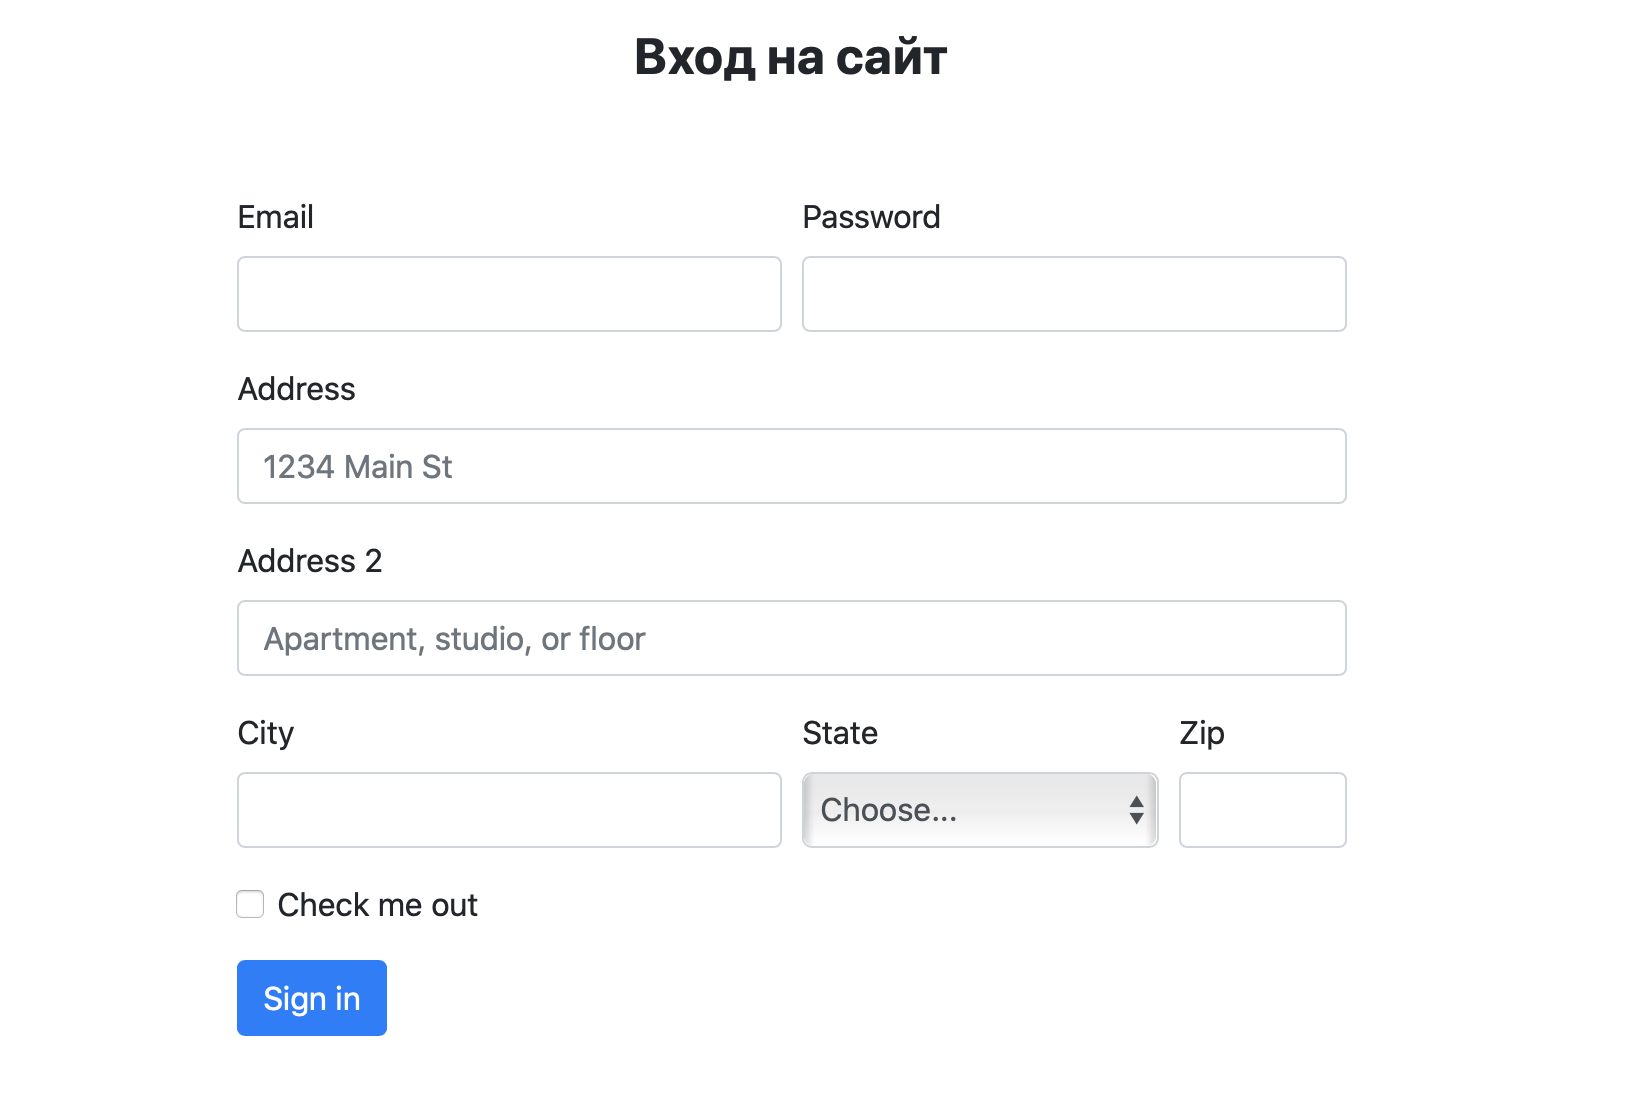 Вход на сайт
Email
Password
Address
1234 Main St
Address 2
Apartment, studio, or floor
City
State
Zip
Choose...
Check me out
Sign in